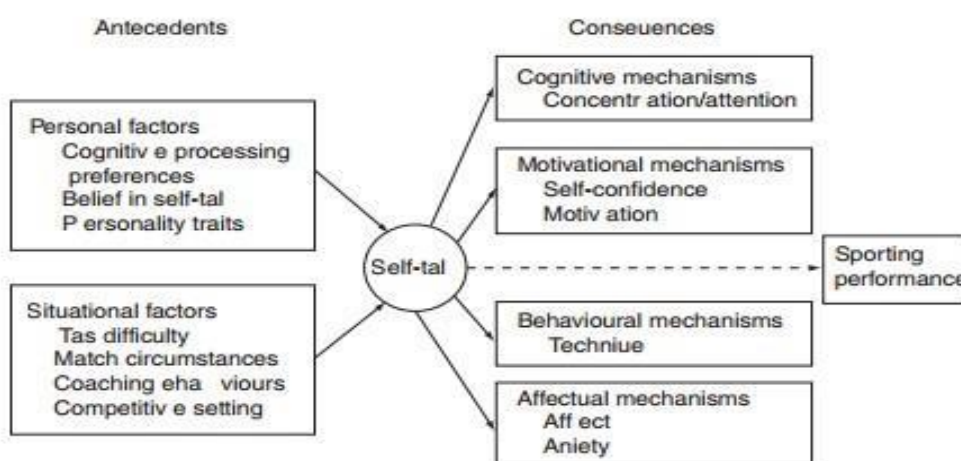 Antecedents
Conseuences
Personal factors
Cognitiv e processing
preferences
Belief in self-tal
P ersonality traits
Situational factors
Tas difficulty
Match circumstances
Coaching eha viours
Competitiv e setting
Self-tal
Cognitive mechanisms
Concentr ation/attention
Motivational mechanisms
Self-confidence
Motiv ation
Behavioural mechanisms
Techniue
Affectual mechanisms
Aff ect
Aniety
Sporting
performance